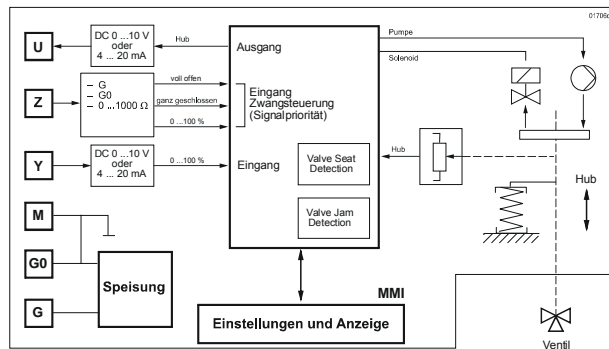 01706d
U
DC 0 ...10 V
oder
4 ... 20 mA
Hub
Ausgang
Pumpe
Solenoid
Z
– G
– G0
– 0 ...1000 Ω
voll offen
ganz geschlossen
0 ...100 %
Eingang
Zwangsteuerung
(Signalpriorität)
Y
DC 0 ...10 V
oder
4 ... 20 mA
0 ...100 %
Eingang
Valve Seat
Detection
Valve Jam
Detection
Hub
Hub
M
G0
G
Speisung
MMI
Einstellungen und Anzeige
Ventil